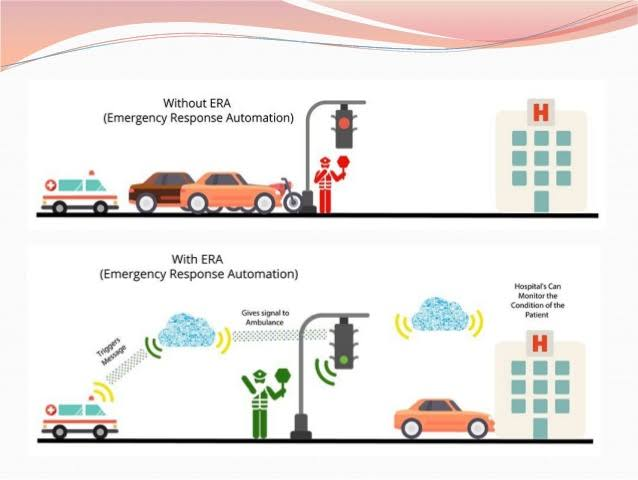 Without ERA
(Emergency Response Automation)
H
With ERA
(Emergency Response Automation)
Triggers
Message
Gives signal to
Ambulance
Hospital's Can
Monitor the
Condition of the
Patient
H